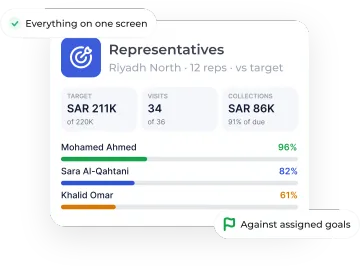 Everything on one screen
Representatives
Riyadh North · 12 reps · vs target
TARGET
SAR 211K
of 220K
VISITS
34
of 36
COLLECTIONS
SAR 86K
91% of due
Mohamed Ahmed 96%
Sara Al-Qahtani 82%
Khalid Omar 61%
Against assigned goals